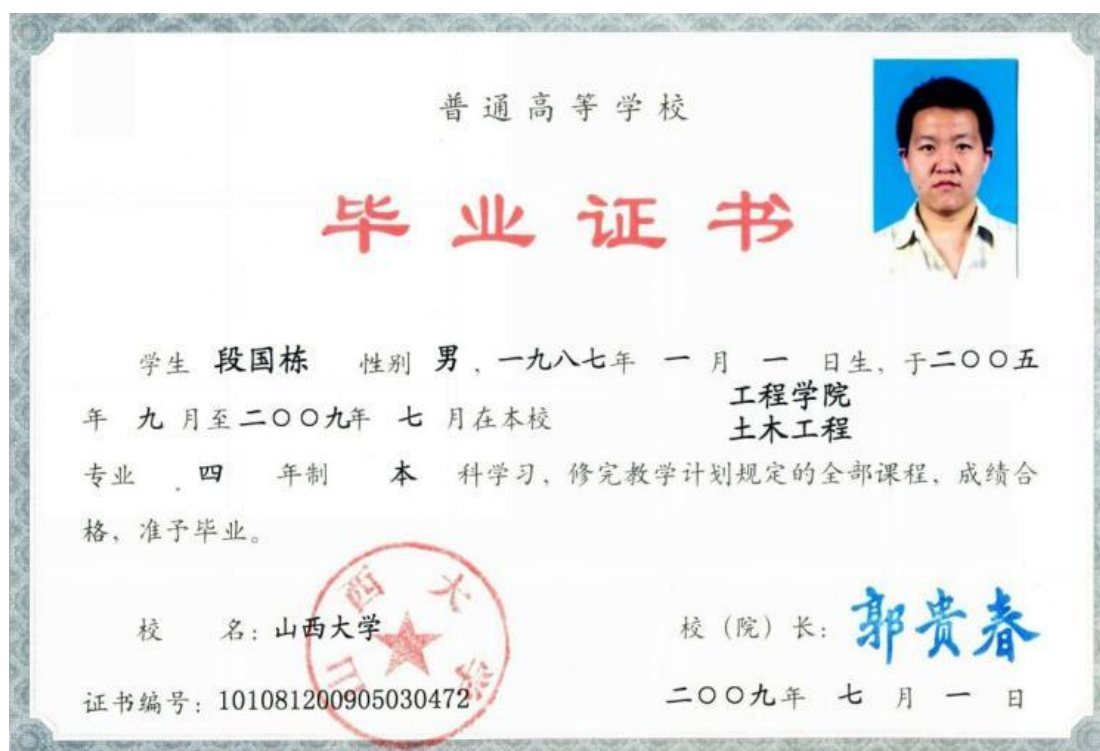 普通高等学校
毕业证书
学生 段国栋 性别 男，一九八七年 一 月 一 日生，于二〇〇五
年 九 月至二〇〇九年 七 月在本校 工程学院
土木工程
专业 四 年制 本 科学习，修完教学计划规定的全部课程，成绩合
格，准予毕业。
山西大学
校 名：山西大学 校（院）长：郭贵春
证书编号：101081200905030472 二〇〇九年 七 月 一 日